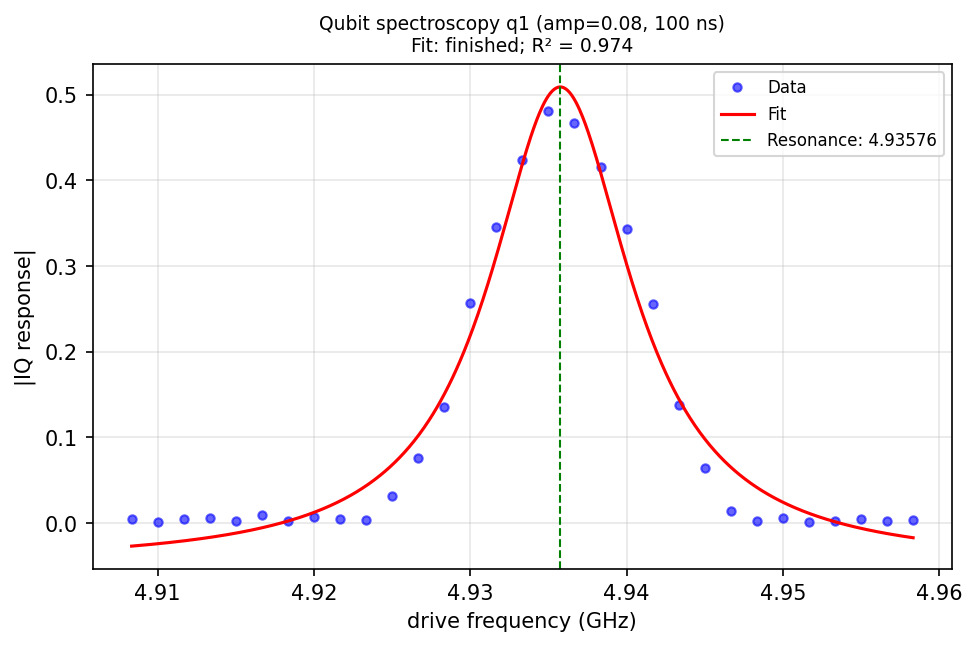 Qubit spectroscopy q1 (amp=0.08, 100 ns)
Fit: finished; R² = 0.974
Data
Fit
Resonance: 4.93576
|IQ response|
0.5
0.4
0.3
0.2
0.1
0.0
4.91
4.92
4.93
4.94
4.95
4.96
drive frequency (GHz)